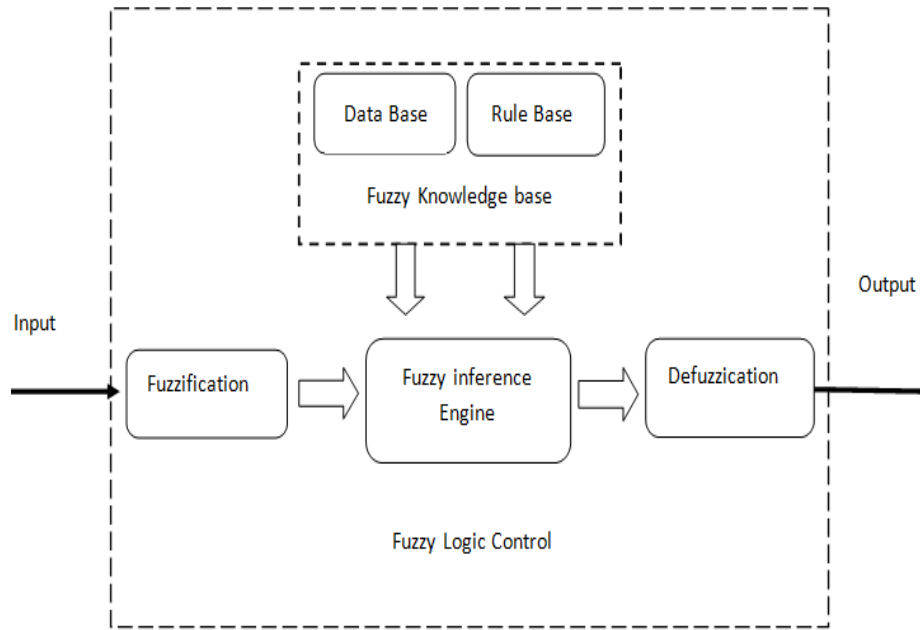 Data Base
Rule Base
Fuzzy Knowledge base
Output
Input
Fuzzification
Fuzzy inference
Engine
Defuzzication
Fuzzy Logic Control